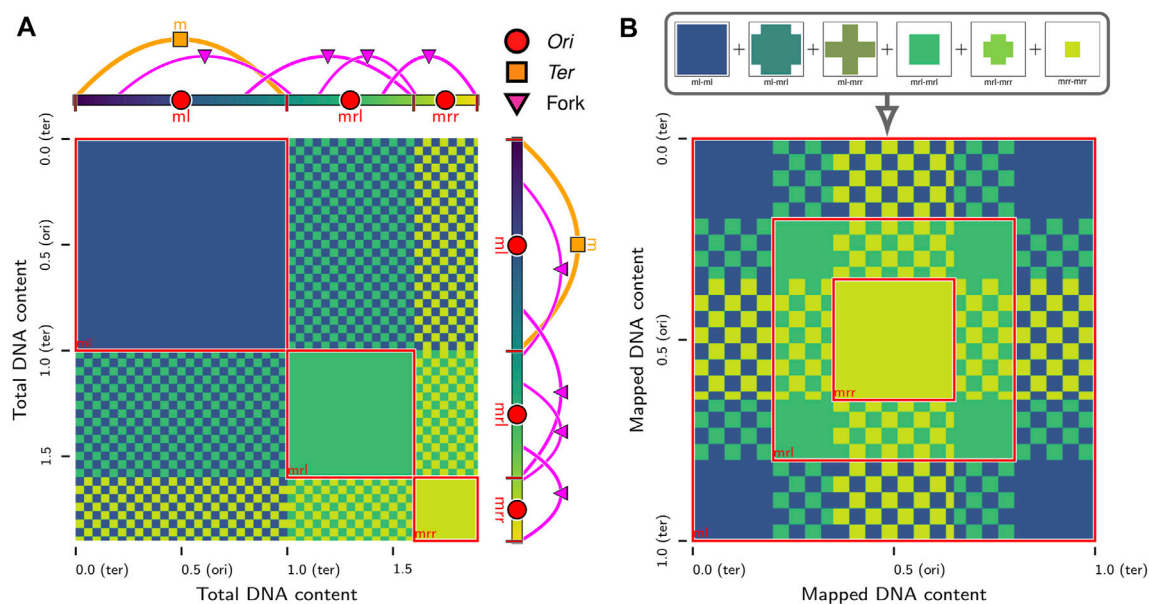 A
m
Ori
Ter
Fork
ml
mrl
mrr
0.0 (ter)
0.5 (ori)
1.0 (ter)
1.5
Total DNA content
ml
mrl
mrr
m
ml
mrl
mrr
0.0 (ter)
0.5 (ori)
1.0 (ter)
1.5
Total DNA content
B
+ + + + +
ml-ml
ml-mrl
ml-mrr
mrl-mrl
mrl-mrr
mrr-mrr
0.0 (ter)
0.5 (ori)
1.0 (ter)
Mapped DNA content
mrr
mrl
ml
0.0 (ter)
0.5 (ori)
1.0 (ter)
Mapped DNA content